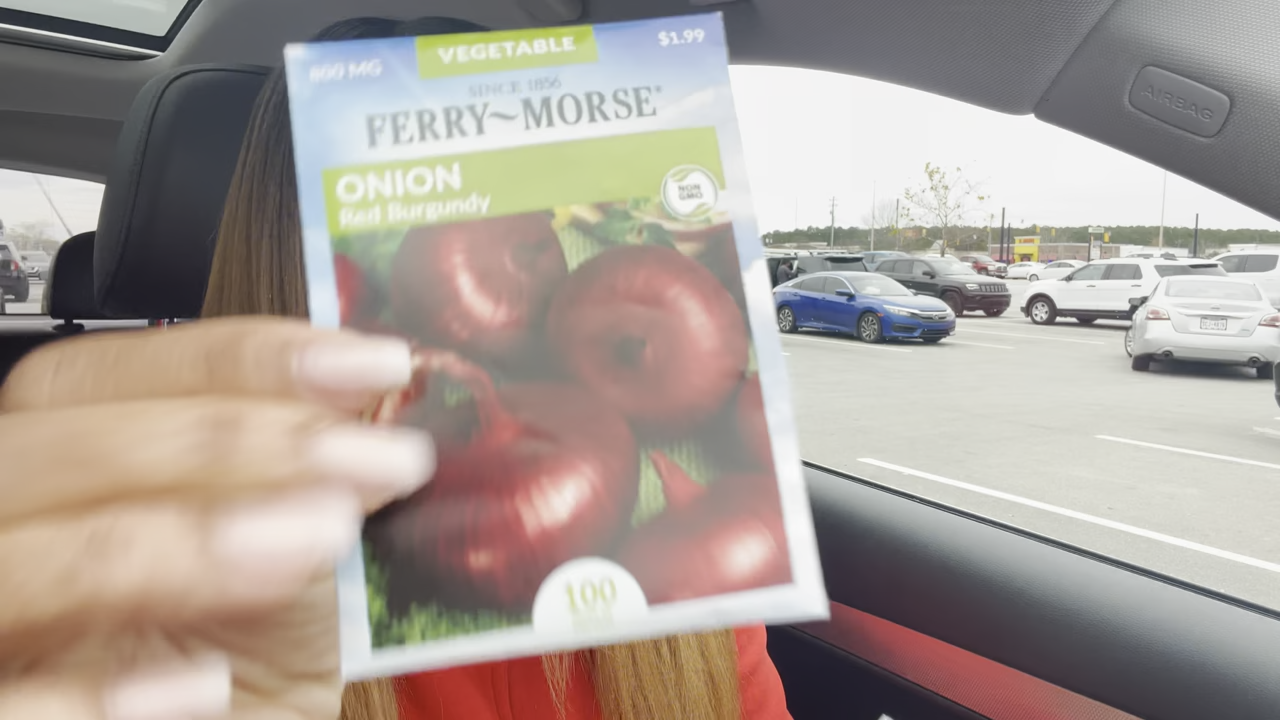 VEGETABLE
$1.99
800 MG
SINCE 1856
FERRY~MORSE®
ONION
Red Burgundy
NON
GMO
100
AIRBAG